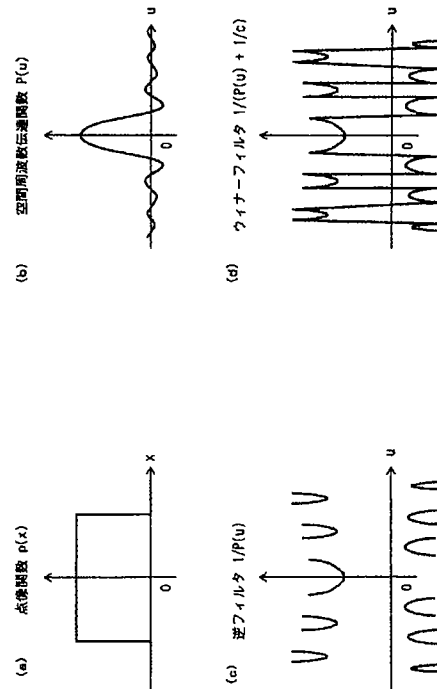 (a) 点像関数 p(x)
x
0
(b) 空間周波数伝達関数 P(u)
u
0
(c) 逆フィルタ 1/P(u)
u
0
(d) ウィナーフィルタ 1/(P(u) + 1/c)
u
0